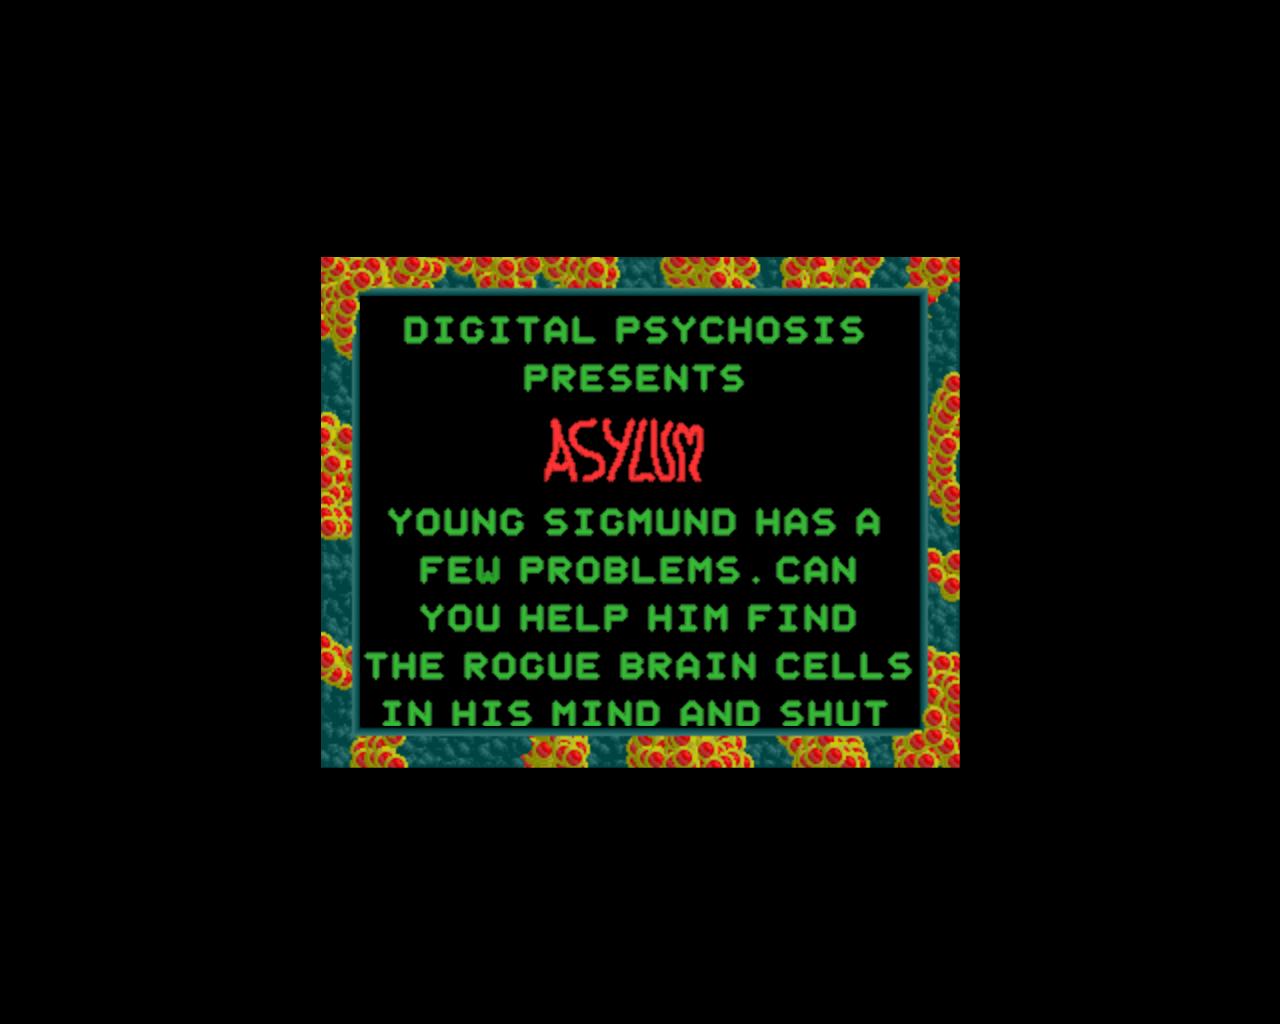 DIGITAL PSYCHOSIS
PRESENTS
ASYLUM
YOUNG SIGMUND HAS A
FEW PROBLEMS. CAN
YOU HELP HIM FIND
THE ROGUE BRAIN CELLS
IN HIS MIND AND SHUT